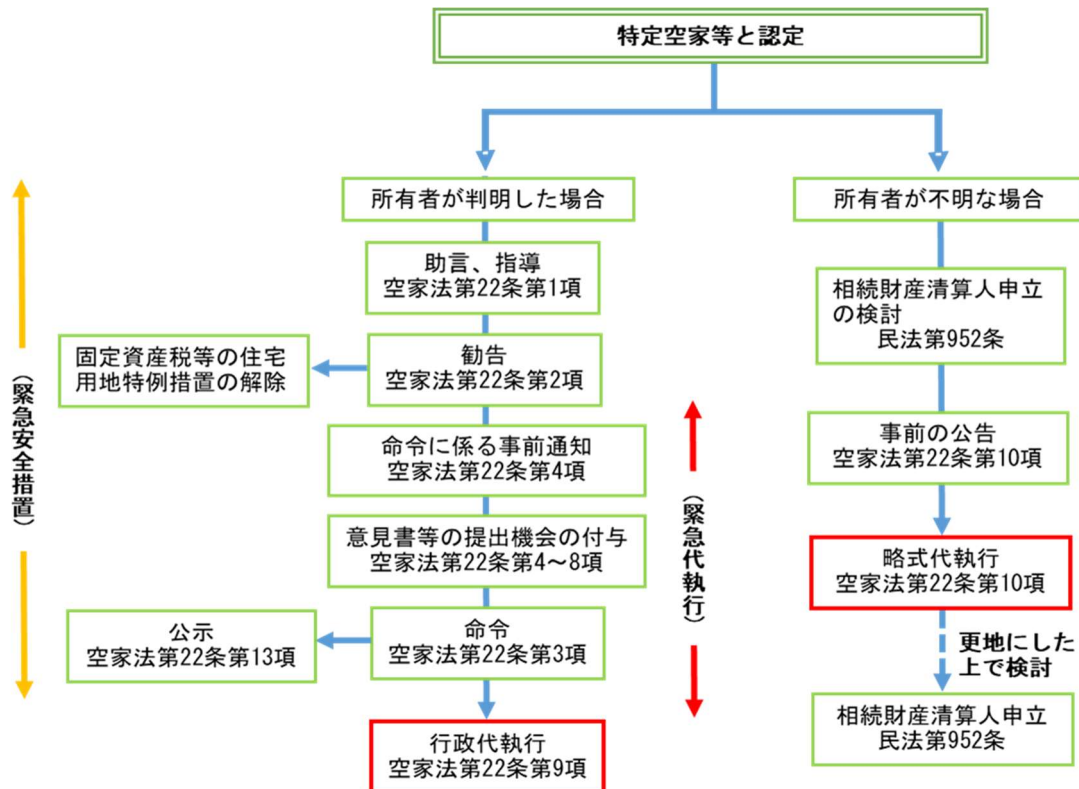 特定空家等と認定
所有者が判明した場合
所有者が不明な場合
助言、指導
空家法第22条第1項
相続財産清算人申立
の検討
民法第952条
固定資産税等の住宅
用地特例措置の解除
勧告
空家法第22条第2項
(緊急安全措置)
命令に係る事前通知
空家法第22条第4項
事前の公告
空家法第22条第10項
(緊急代執行)
意見書等の提出機会の付与
空家法第22条第4〜8項
略式代執行
空家法第22条第10項
公示
空家法第22条第13項
命令
空家法第22条第3項
更地にした
上で検討
行政代執行
空家法第22条第9項
相続財産清算人申立
民法第952条